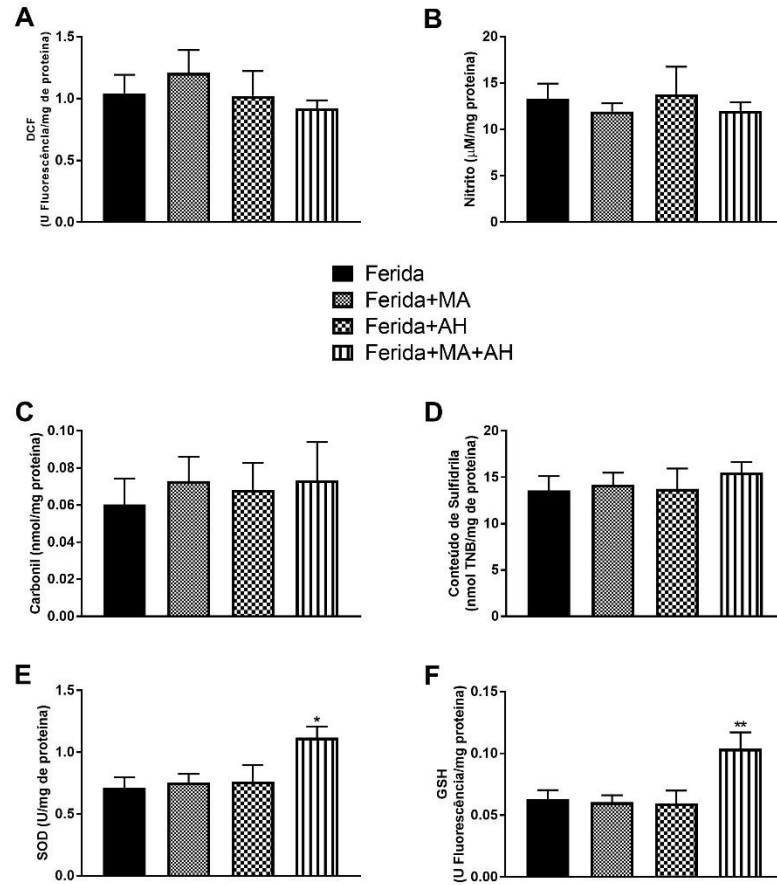 A
DCF
(U Fluorescência/mg de proteína)
1.5
1.0
0.5
0.0
B
Nitrito (µM/mg proteína)
20
15
10
5
0
Ferida
Ferida+MA
Ferida+AH
Ferida+MA+AH
C
Carbonil (nmol/mg proteína)
0.10
0.08
0.06
0.04
0.02
0.00
D
Conteúdo de Sulfidrila
(nmol TNB/mg de proteína)
20
15
10
5
0
E
SOD (U/mg de proteína)
1.5
1.0
0.5
0.0
*
F
GSH
(U Fluorescência/mg proteína)
0.15
0.10
0.05
0.00
**